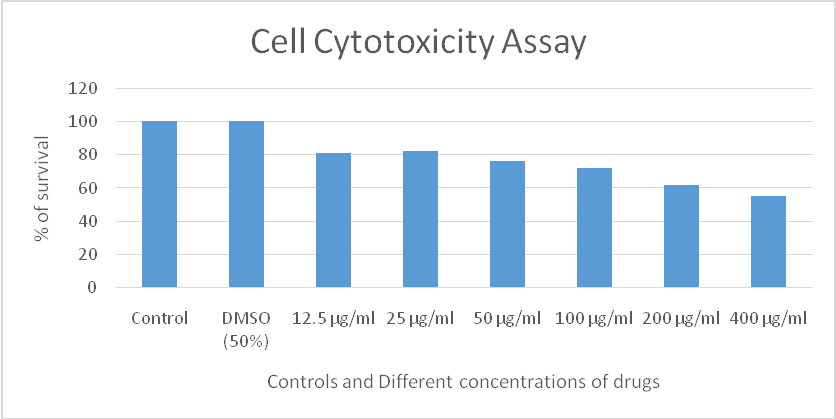 Cell Cytotoxicity Assay
% of survival
120
100
80
60
40
20
0
Control
DMSO
(50%)
12.5 µg/ml
25 µg/ml
50 µg/ml
100 µg/ml
200 µg/ml
400 µg/ml
Controls and Different concentrations of drugs